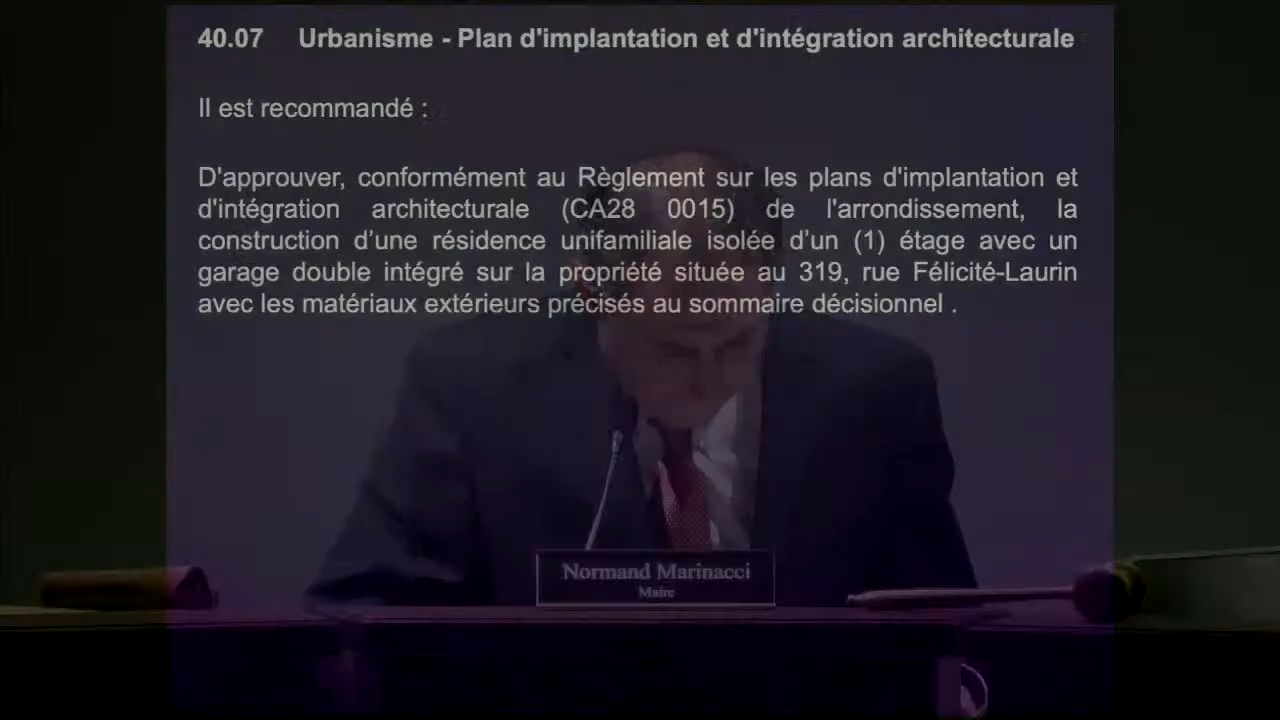 40.07 Urbanisme - Plan d'implantation et d'intégration architecturale
Il est recommandé :
D'approuver, conformément au Règlement sur les plans d'implantation et
d'intégration architecturale (CA28 0015) de l'arrondissement, la
construction d’une résidence unifamiliale isolée d’un (1) étage avec un
garage double intégré sur la propriété située au 319, rue Félicité-Laurin
avec les matériaux extérieurs précisés au sommaire décisionnel .
Normand Marinacci
Maire